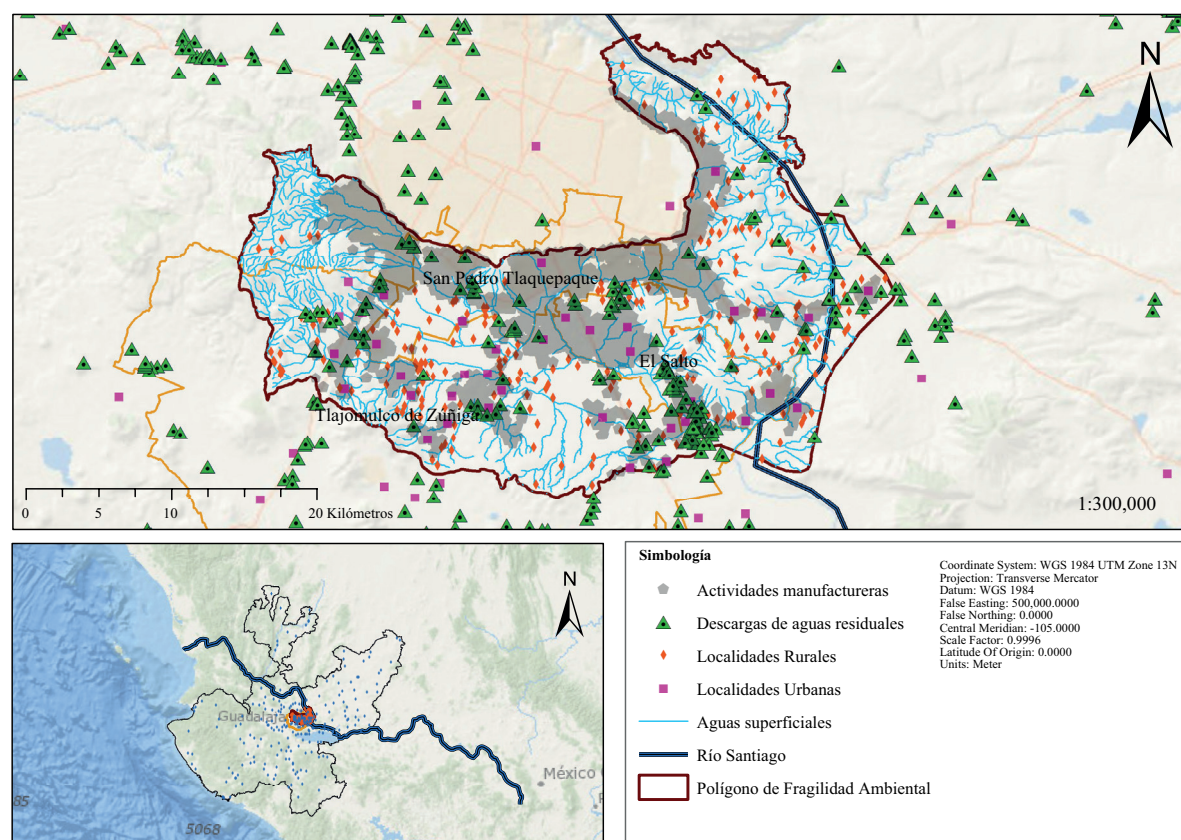 N
San Pedro Tlaquepaque
El Salto
Tlajomulco de Zúñiga
0 5 10 20 Kilómetros
1:300,000
N
Guadalajara
México
85
5068
Simbología
Actividades manufactureras
Descargas de aguas residuales
Localidades Rurales
Localidades Urbanas
Aguas superficiales
Río Santiago
Polígono de Fragilidad Ambiental
Coordinate System: WGS 1984 UTM Zone 13N
Projection: Transverse Mercator
Datum: WGS 1984
False Easting: 500,000.0000
False Northing: 0.0000
Central Meridian: -105.0000
Scale Factor: 0.9996
Latitude Of Origin: 0.0000
Units: Meter